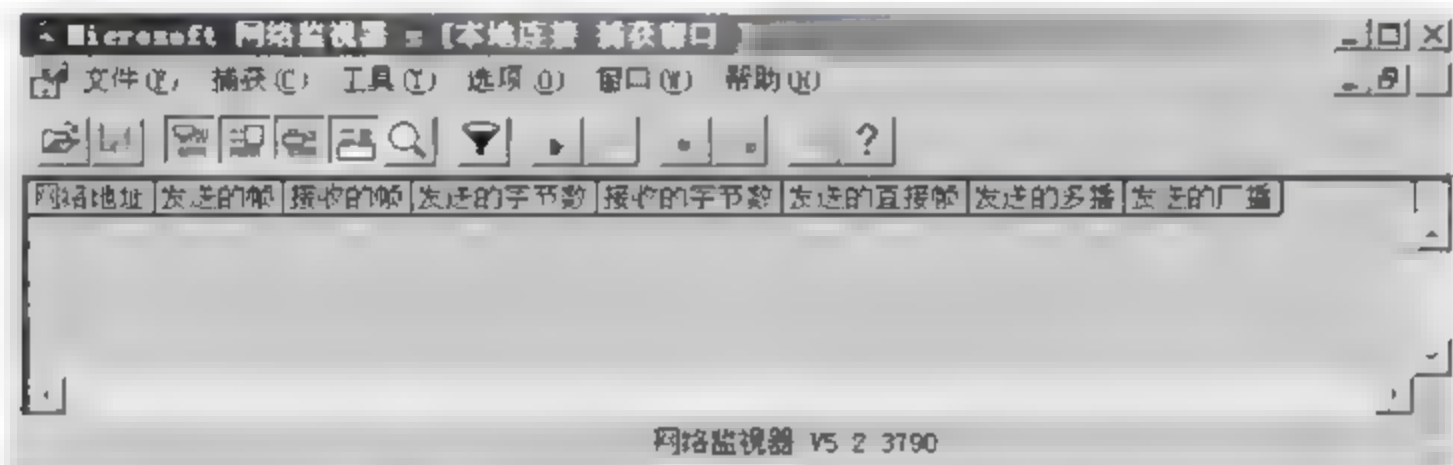 Microsoft 网络监视器 - [本地连接 捕获窗口 ]
文件(F) 捕获(C) 工具(T) 选项(O) 窗口(W) 帮助(H)
网络地址 发送的帧 接收的帧 发送的字节数 接收的字节数 发送的直接帧 发送的多播 发送的广播
网络监视器 V5 2 3790